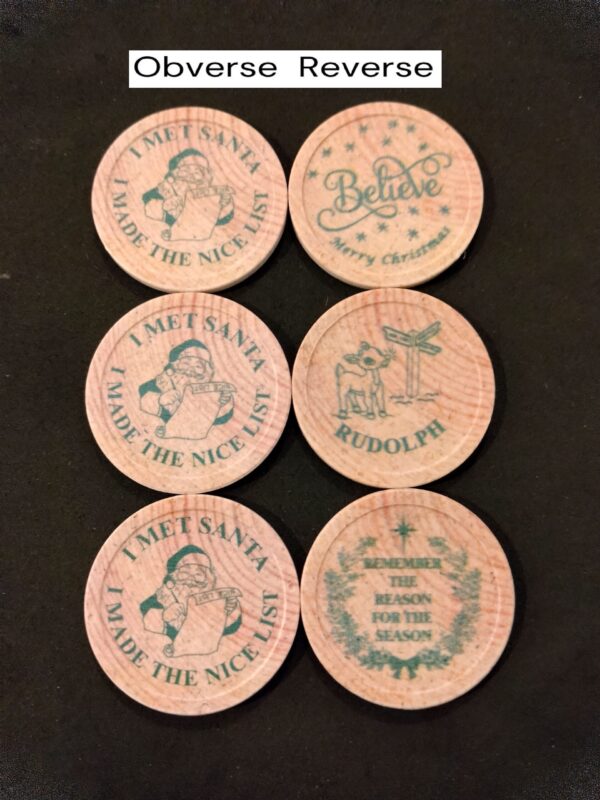 Obverse Reverse
I MET SANTA
I MADE THE NICE LIST
Believe
Merry Christmas
I MET SANTA
I MADE THE NICE LIST
RUDOLPH
I MET SANTA
I MADE THE NICE LIST
REMEMBER
THE
REASON
FOR THE
SEASON